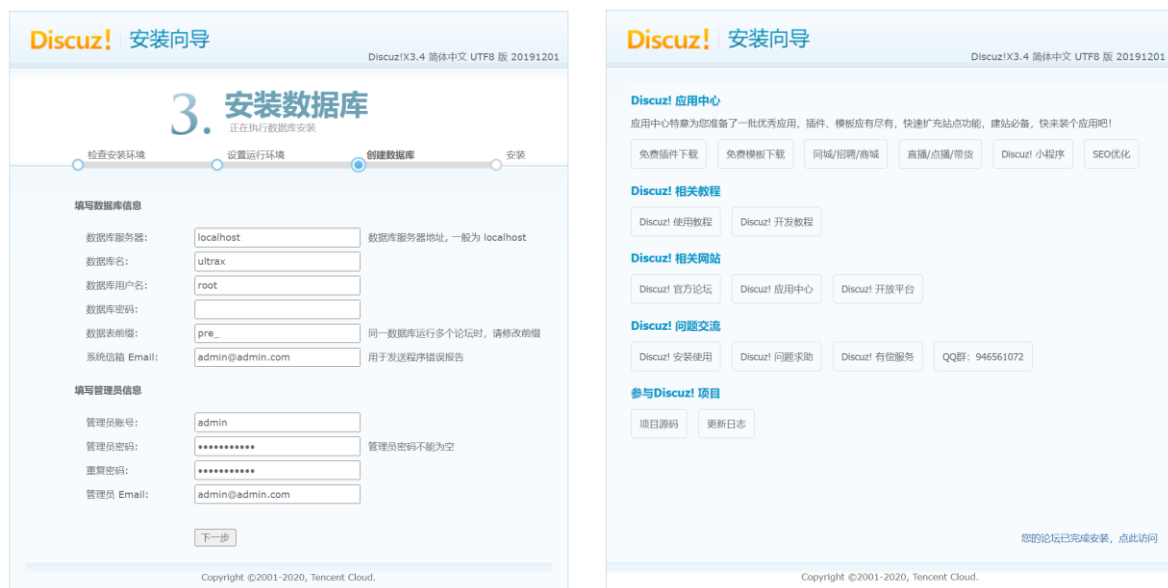 Discuz! 安装向导
Discuz!X3.4 简体中文 UTF8 版 20191201
3. 安装数据库
正在执行数据库安装
检查安装环境 设置运行环境 创建数据库 安装
填写数据库信息
数据库服务器: localhost 数据库服务器地址, 一般为 localhost
数据库名: ultrax
数据库用户名: root
数据库密码:
数据表前缀: pre_ 同一数据库运行多个论坛时，请修改前缀
系统信箱 Email: admin@admin.com 用于发送程序错误报告
填写管理员信息
管理员账号: admin
管理员密码: ••••••••••• 管理员密码不能为空
重复密码: •••••••••••
管理员 Email: admin@admin.com
下一步
Copyright ©2001-2020, Tencent Cloud.
Discuz! 安装向导
Discuz!X3.4 简体中文 UTF8 版 20191201
Discuz! 应用中心
应用中心特意为您准备了一批优秀应用，插件、模板应有尽有，快速扩充站点功能，建站必备，快来装个应用吧！
免费插件下载 免费模板下载 同城/招聘/商城 直播/点播/带货 Discuz! 小程序 SEO优化
Discuz! 相关教程
Discuz! 使用教程 Discuz! 开发教程
Discuz! 相关网站
Discuz! 官方论坛 Discuz! 应用中心 Discuz! 开放平台
Discuz! 问题交流
Discuz! 安装使用 Discuz! 问题求助 Discuz! 有偿服务 QQ群：946561072
参与Discuz! 项目
项目源码 更新日志
您的论坛已完成安装，点此访问
Copyright ©2001-2020, Tencent Cloud.